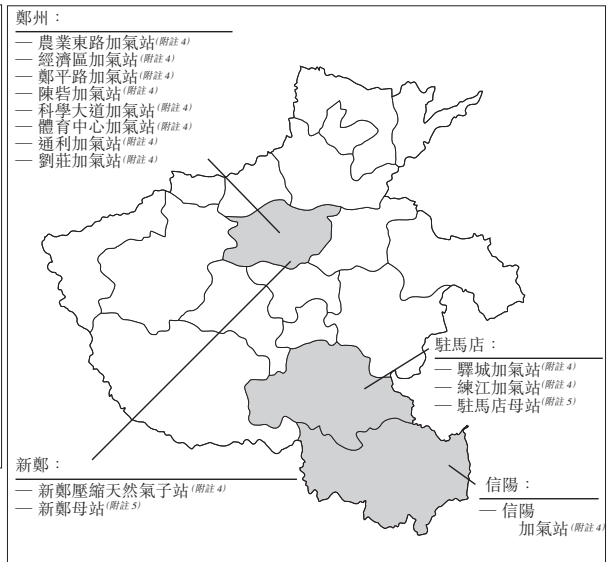 鄭州：
— 農業東路加氣站(附註 4)
— 經濟區加氣站(附註 4)
— 鄭平路加氣站(附註 4)
— 陳砦加氣站(附註 4)
— 科學大道加氣站(附註 4)
— 體育中心加氣站(附註 4)
— 通利加氣站(附註 4)
— 劉莊加氣站(附註 4)
駐馬店：
— 驛城加氣站(附註 4)
— 練江加氣站(附註 4)
— 駐馬店母站(附註 5)
新鄭：
— 新鄭壓縮天然氣子站(附註 4)
— 新鄭母站(附註 5)
信陽：
— 信陽
加氣站(附註 4)